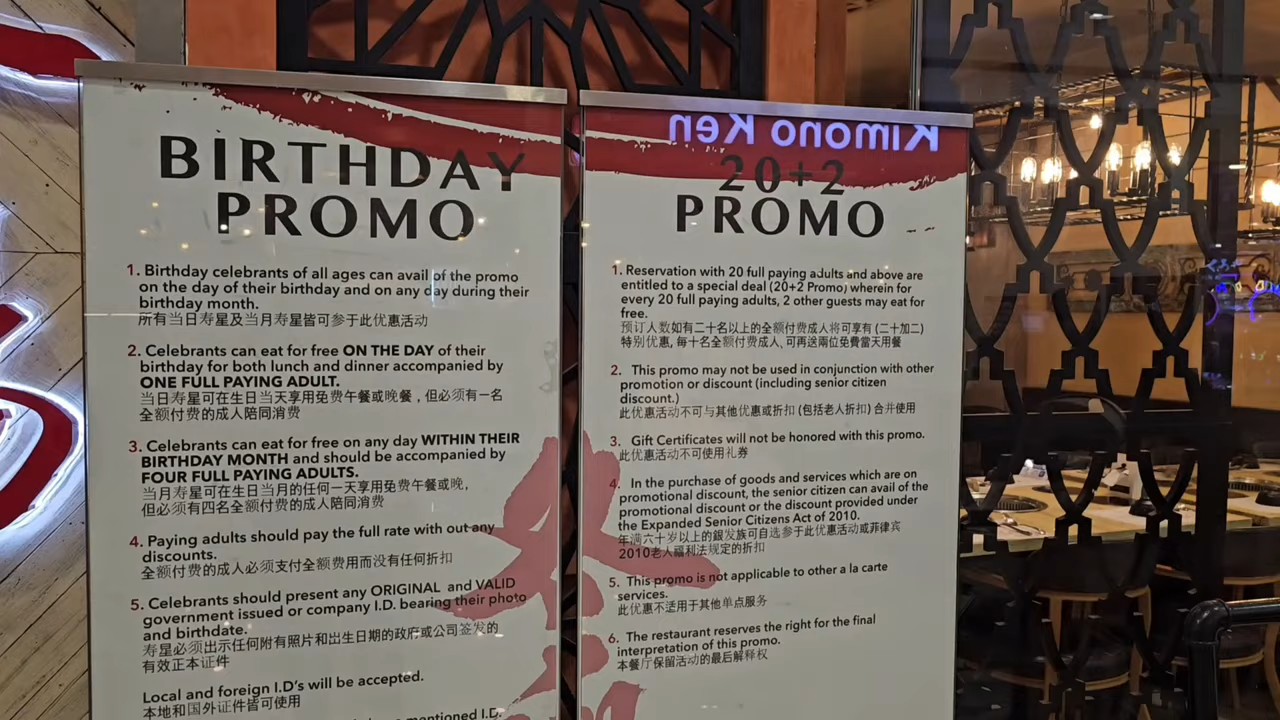 BIRTHDAY
PROMO
1. Birthday celebrants of all ages can avail of the promo
on the day of their birthday and on any day during their
birthday month.
所有当日寿星及当月寿星皆可参于此优惠活动
2. Celebrants can eat for free ON THE DAY of their
birthday for both lunch and dinner accompanied by
ONE FULL PAYING ADULT.
当日寿星可在生日当天享用免费午餐或晚餐，但必须有一名
全额付费的成人陪同消费
3. Celebrants can eat for free on any day WITHIN THEIR
BIRTHDAY MONTH and should be accompanied by
FOUR FULL PAYING ADULTS.
当月寿星可在生日当月的任何一天享用免费午餐或晚,
但必须有四名全额付费的成人陪同消费
4. Paying adults should pay the full rate with out any
discounts.
全额付费的成人必须支付全额费用而没有任何折扣
5. Celebrants should present any ORIGINAL and VALID
government issued or company I.D. bearing their photo
and birthdate.
寿星必须出示任何附有照片和出生日期的政府或公司签发的
有效正本证件
Local and foreign I.D's will be accepted.
本地和国外证件皆可使用
mentioned I.D.
Kimono Ken
20+2
PROMO
1. Reservation with 20 full paying adults and above are
entitled to a special deal (20+2 Promo) wherein for
every 20 full paying adults, 2 other guests may eat for
free.
预订人数如有二十名以上的全额付费成人将可享有 (二十加二)
特别优惠, 每十名全额付费成人, 可再送兩位免費當天用餐
2. This promo may not be used in conjunction with other
promotion or discount (including senior citizen
discount.)
此优惠活动不可与其他优惠或折扣 (包括老人折扣) 合并使用
3. Gift Certificates will not be honored with this promo.
此优惠活动不可使用礼券
4. In the purchase of goods and services which are on
promotional discount, the senior citizen can avail of the
promotional discount or the discount provided under
the Expanded Senior Citizens Act of 2010.
年满六十岁以上的銀发族可自选参于此优惠活动或菲律宾
2010老人福利法规定的折扣
5. This promo is not applicable to other a la carte
services.
此优惠不适用于其他单点服务
6. The restaurant reserves the right for the final
interpretation of this promo.
本餐厅保留活动的最后解释权